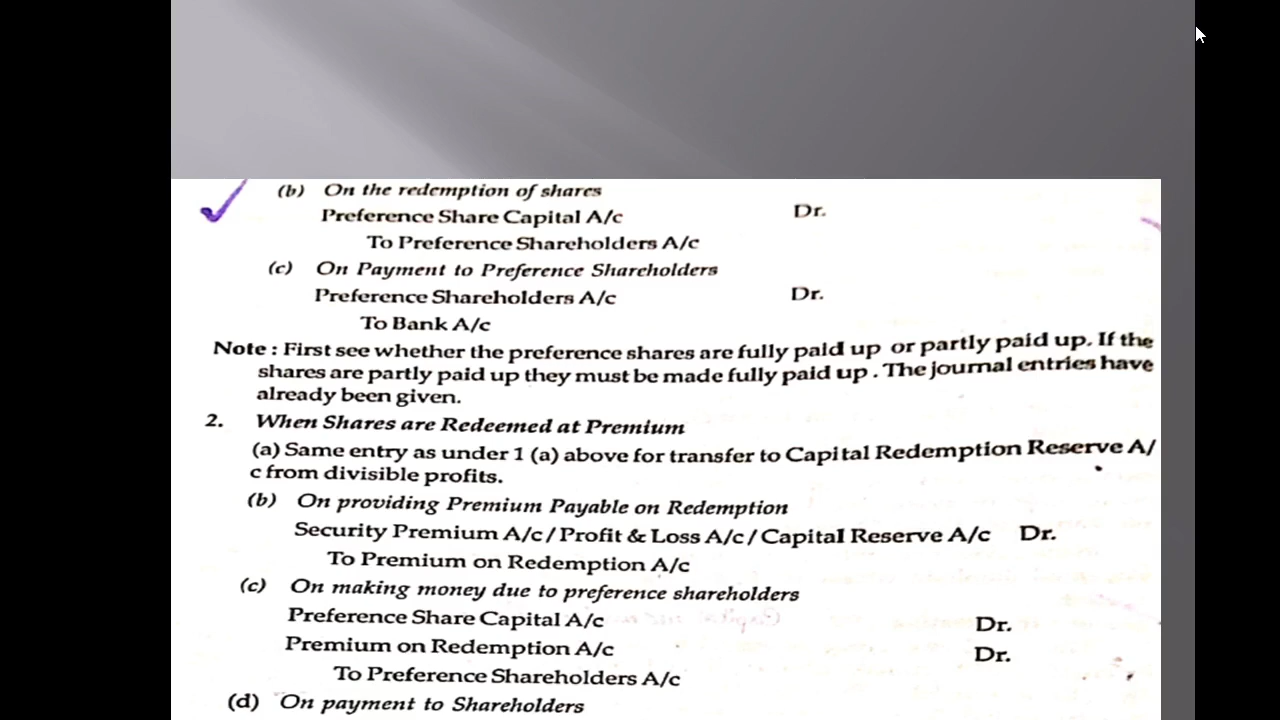 (b) On the redemption of shares
Preference Share Capital A/c Dr.
To Preference Shareholders A/c
(c) On Payment to Preference Shareholders
Preference Shareholders A/c Dr.
To Bank A/c
Note : First see whether the preference shares are fully paid up or partly paid up. If the
shares are partly paid up they must be made fully paid up . The journal entries have
already been given.
2. When Shares are Redeemed at Premium
(a) Same entry as under 1 (a) above for transfer to Capital Redemption Reserve A/
c from divisible profits.
(b) On providing Premium Payable on Redemption
Security Premium A/c / Profit & Loss A/c / Capital Reserve A/c Dr.
To Premium on Redemption A/c
(c) On making money due to preference shareholders
Preference Share Capital A/c Dr.
Premium on Redemption A/c Dr.
To Preference Shareholders A/c
(d) On payment to Shareholders